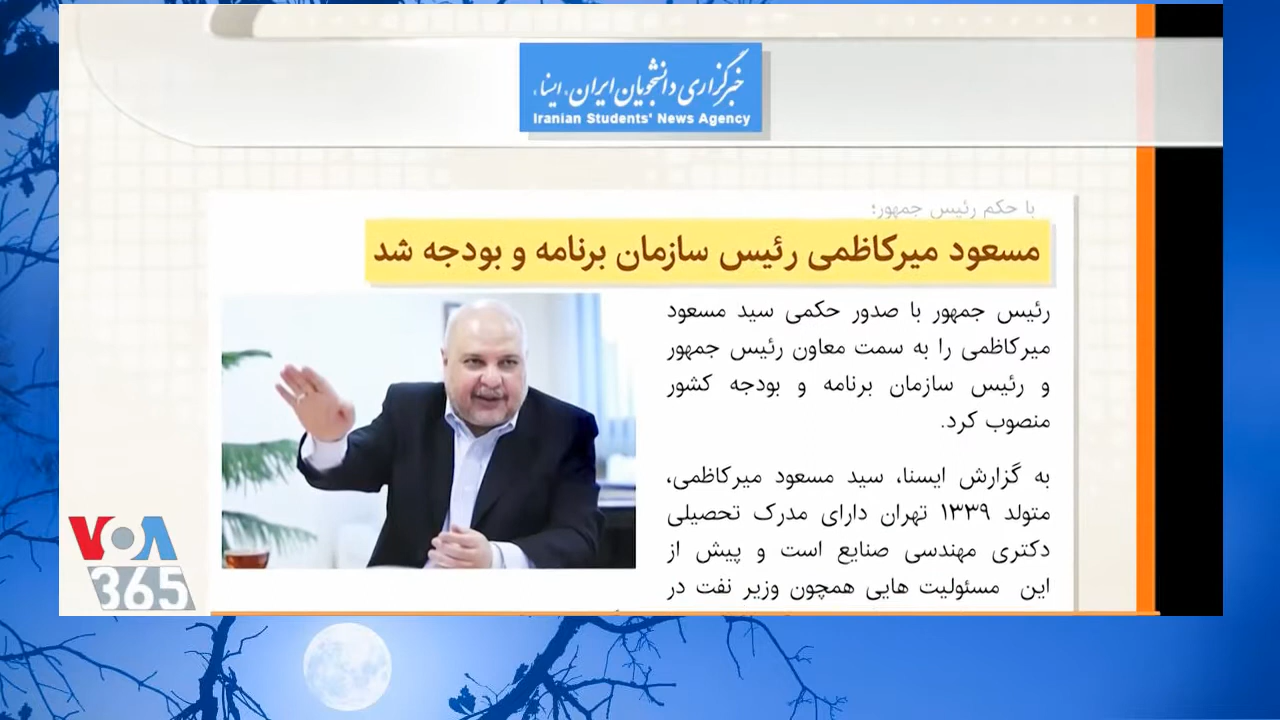 خبرگزاری دانشجویان ایران، ایسنا،
Iranian Students' News Agency
با حکم رئیس جمهور؛
مسعود میرکاظمی رئیس سازمان برنامه و بودجه شد
رئیس جمهور با صدور حکمی سید مسعود
میرکاظمی را به سمت معاون رئیس جمهور
و رئیس سازمان برنامه و بودجه کشور
منصوب کرد.
به گزارش ایسنا، سید مسعود میرکاظمی،
متولد ۱۳۳۹ تهران دارای مدرک تحصیلی
دکتری مهندسی صنایع است و پیش از
این مسئولیت هایی همچون وزیر نفت در
VOA
365